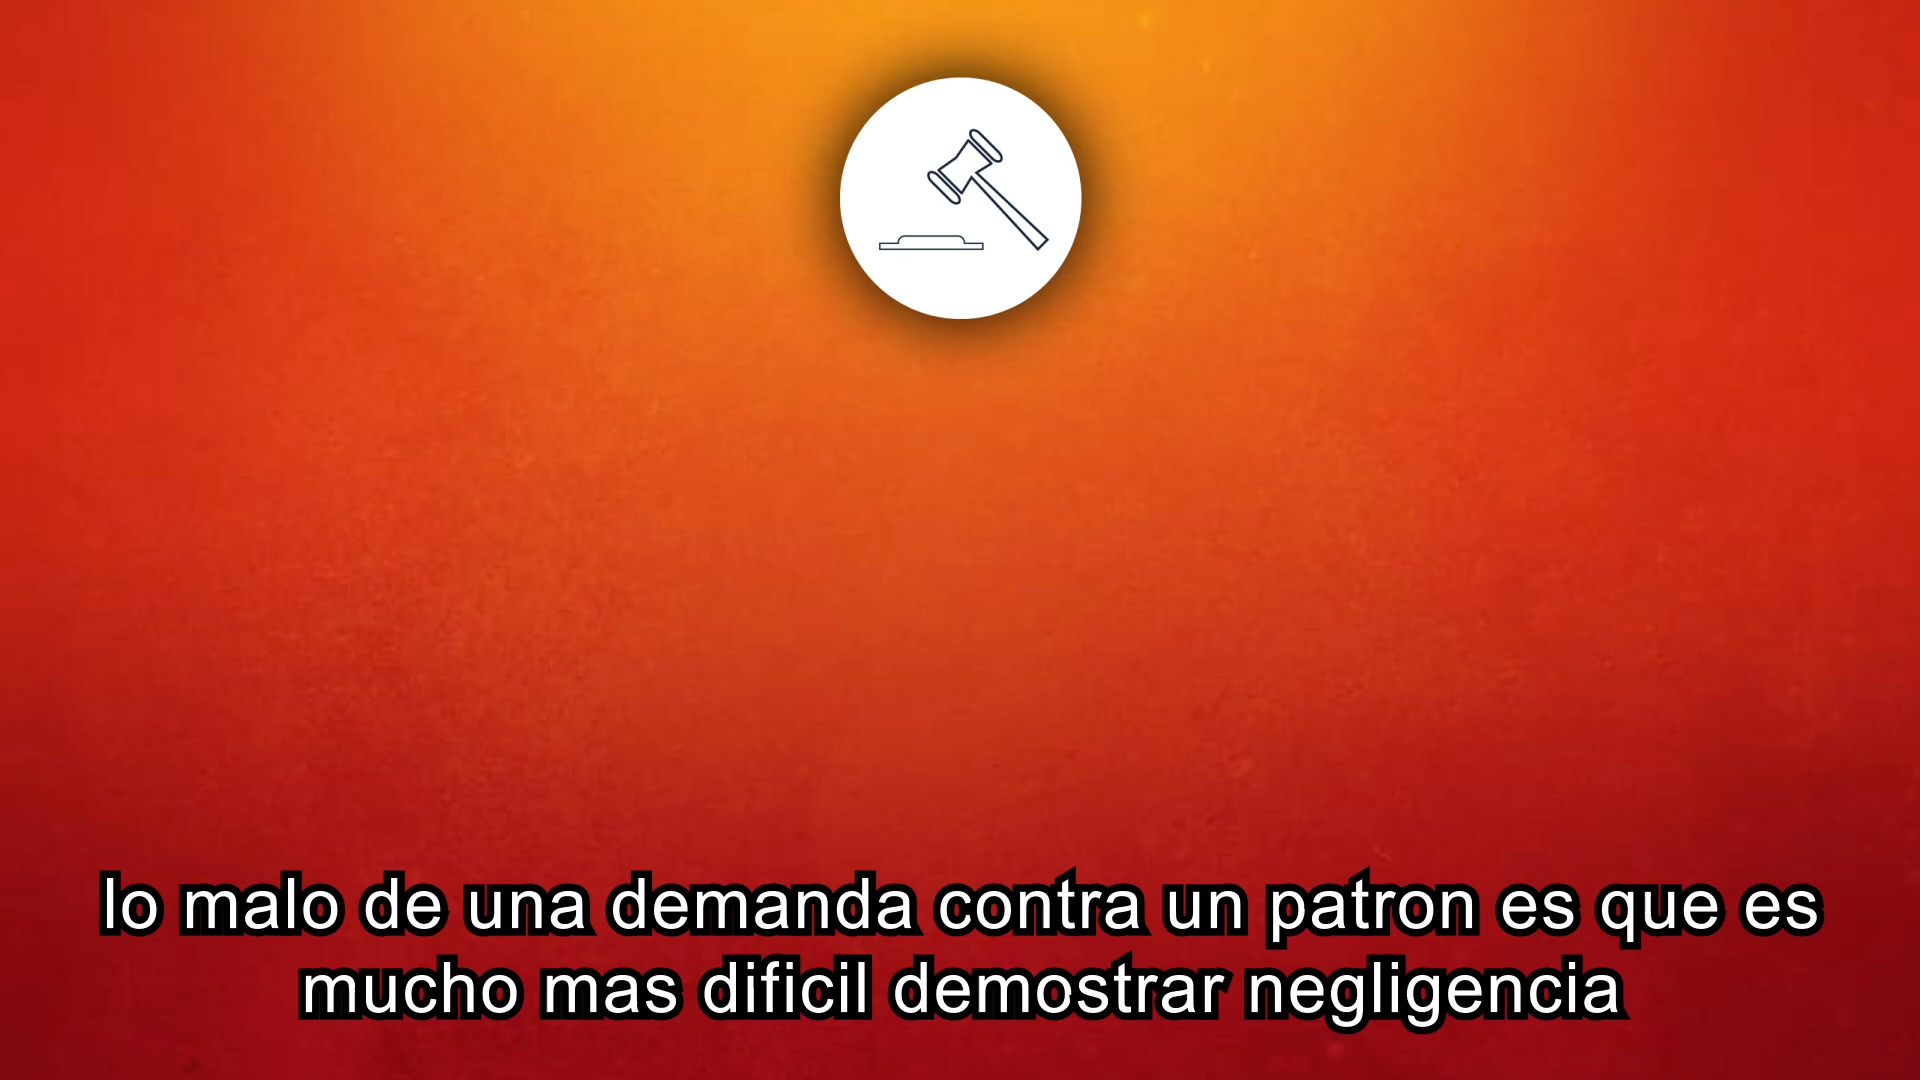 lo malo de una demanda contra un patron es que es
mucho mas dificil demostrar negligencia